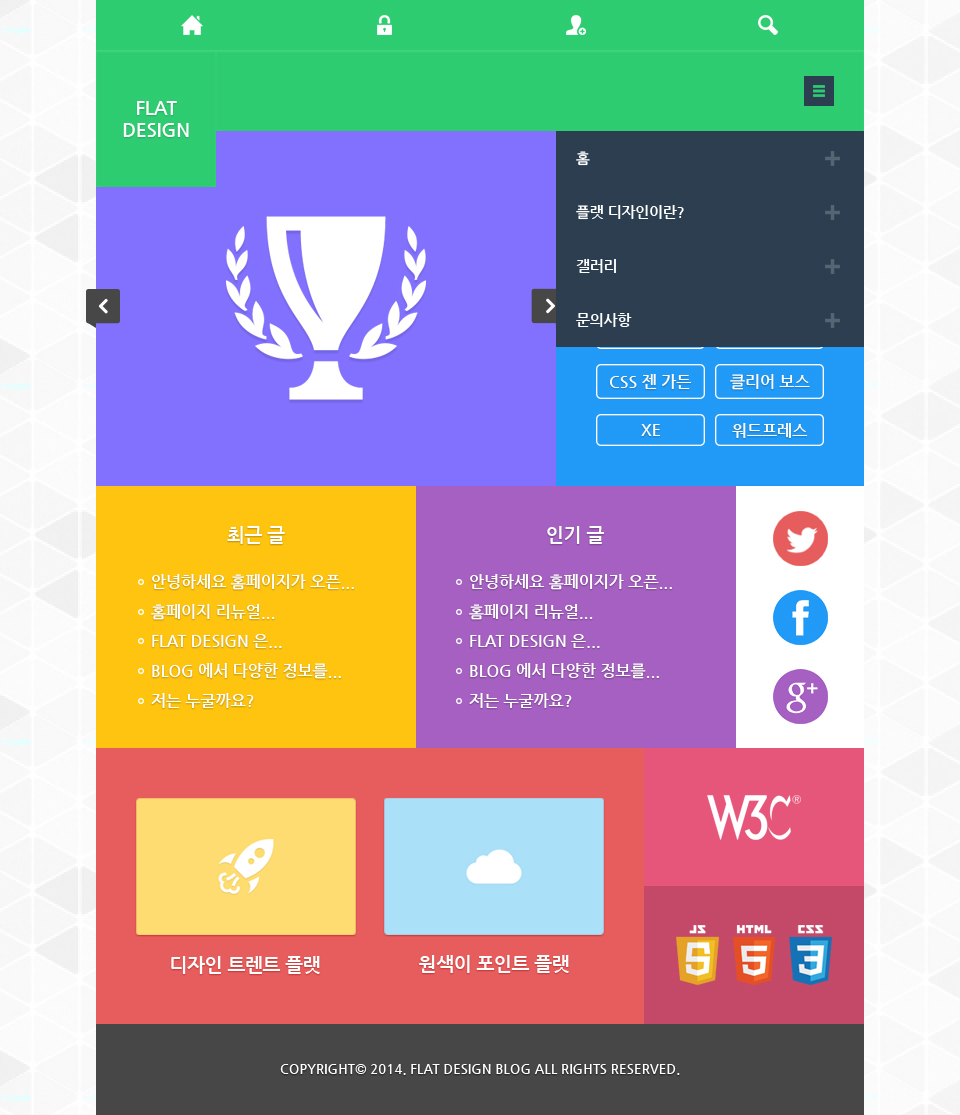 FLAT
DESIGN
홈
플랫 디자인이란?
갤러리
문의사항
CSS 젠 가든
클리어 보스
XE
워드프레스
최근 글
안녕하세요 홈페이지가 오픈...
홈페이지 리뉴얼...
FLAT DESIGN 은...
BLOG 에서 다양한 정보를...
저는 누굴까요?
인기 글
안녕하세요 홈페이지가 오픈...
홈페이지 리뉴얼...
FLAT DESIGN 은...
BLOG 에서 다양한 정보를...
저는 누굴까요?
g+
디자인 트렌트 플랫
원색이 포인트 플랫
W3C®
JS HTML CSS
5 3
COPYRIGHT© 2014. FLAT DESIGN BLOG ALL RIGHTS RESERVED.